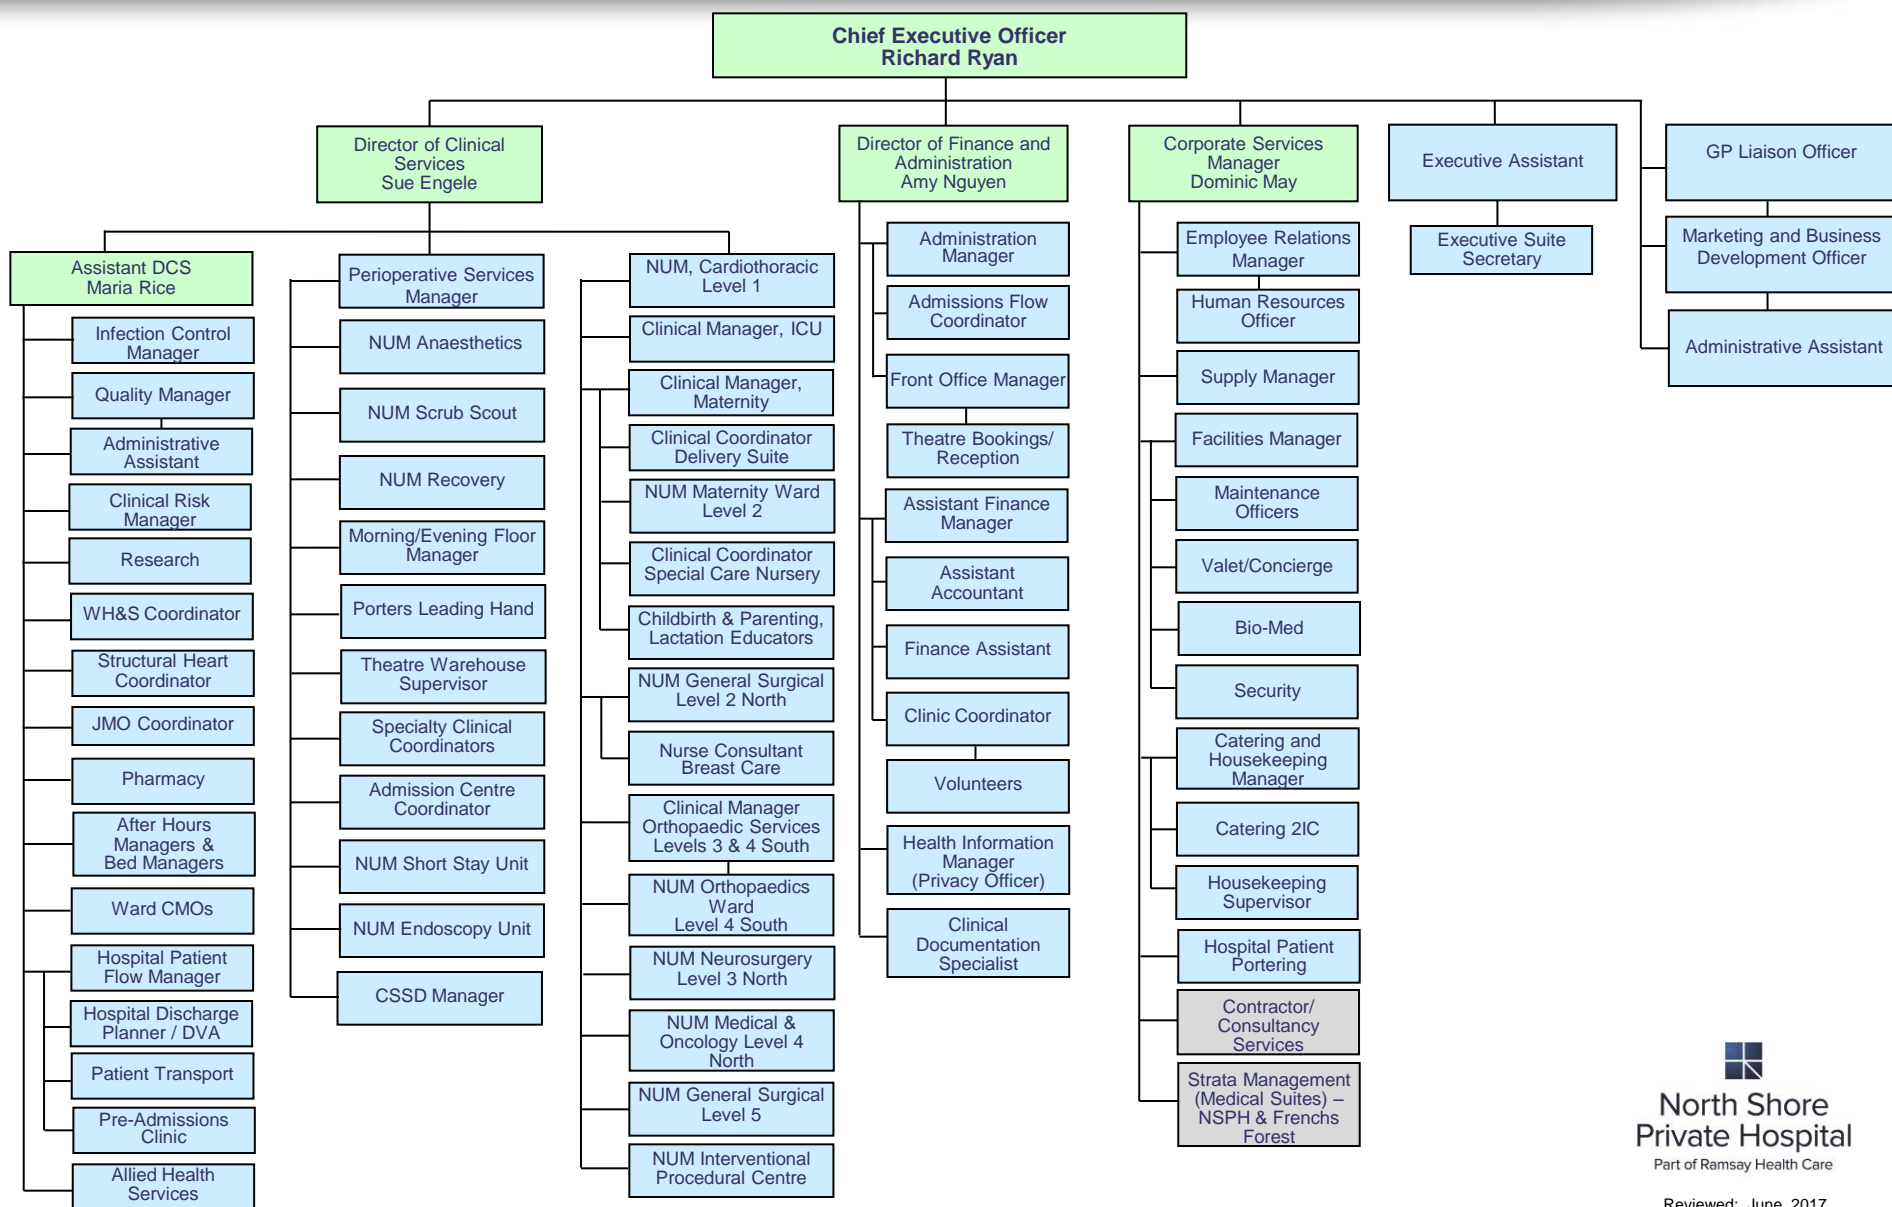 Chief Executive Officer
Richard Ryan
Director of Clinical
Services
Sue Engele
Director of Finance and
Administration
Amy Nguyen
Corporate Services
Manager
Dominic May
Executive Assistant
GP Liaison Officer
Executive Suite
Secretary
Marketing and Business
Development Officer
Administrative Assistant
Assistant DCS
Maria Rice
Infection Control
Manager
Quality Manager
Administrative
Assistant
Clinical Risk
Manager
Research
WH&S Coordinator
Structural Heart
Coordinator
JMO Coordinator
Pharmacy
After Hours
Managers &
Bed Managers
Ward CMOs
Hospital Patient
Flow Manager
Hospital Discharge
Planner / DVA
Patient Transport
Pre-Admissions
Clinic
Allied Health
Services
Perioperative Services
Manager
NUM Anaesthetics
NUM Scrub Scout
NUM Recovery
Morning/Evening Floor
Manager
Porters Leading Hand
Theatre Warehouse
Supervisor
Specialty Clinical
Coordinators
Admission Centre
Coordinator
NUM Short Stay Unit
NUM Endoscopy Unit
CSSD Manager
NUM, Cardiothoracic
Level 1
Clinical Manager, ICU
Clinical Manager,
Maternity
Clinical Coordinator
Delivery Suite
NUM Maternity Ward
Level 2
Clinical Coordinator
Special Care Nursery
Childbirth & Parenting,
Lactation Educators
NUM General Surgical
Level 2 North
Nurse Consultant
Breast Care
Clinical Manager
Orthopaedic Services
Levels 3 & 4 South
NUM Orthopaedics
Ward
Level 4 South
NUM Neurosurgery
Level 3 North
NUM Medical &
Oncology Level 4
North
NUM General Surgical
Level 5
NUM Interventional
Procedural Centre
Administration
Manager
Admissions Flow
Coordinator
Front Office Manager
Theatre Bookings/
Reception
Assistant Finance
Manager
Assistant
Accountant
Finance Assistant
Clinic Coordinator
Volunteers
Health Information
Manager
(Privacy Officer)
Clinical
Documentation
Specialist
Employee Relations
Manager
Human Resources
Officer
Supply Manager
Facilities Manager
Maintenance
Officers
Valet/Concierge
Bio-Med
Security
Catering and
Housekeeping
Manager
Catering 2IC
Housekeeping
Supervisor
Hospital Patient
Portering
Contractor/
Consultancy
Services
Strata Management
(Medical Suites) –
NSPH & Frenchs
Forest
North Shore
Private Hospital
Part of Ramsay Health Care
Reviewed: June 2017